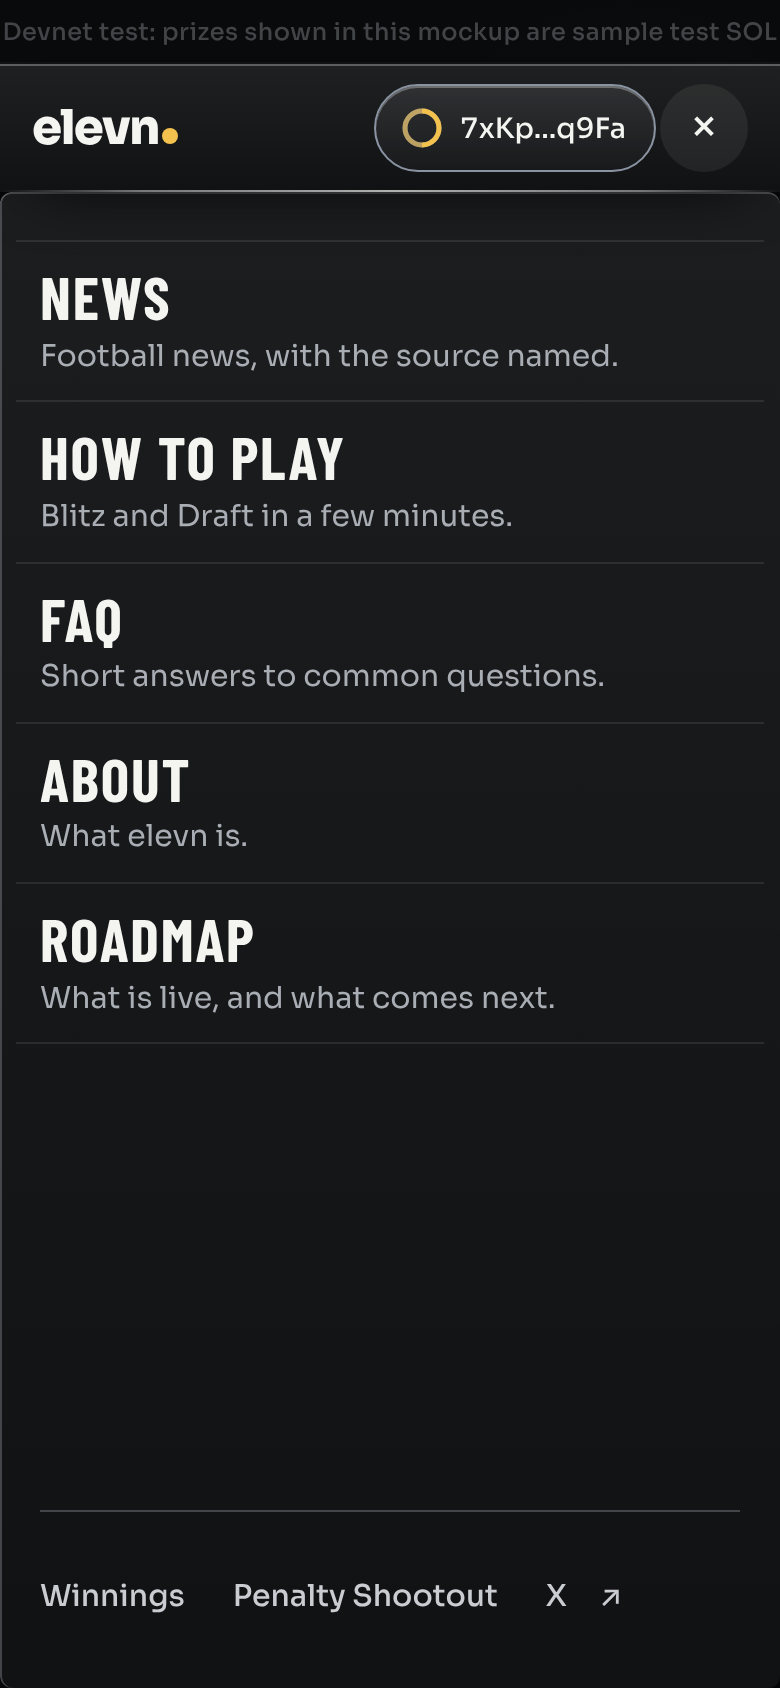 Devnet test: prizes shown in this mockup are sample test SOL
elevn.
7xKp...q9Fa
×
NEWS
Football news, with the source named.
HOW TO PLAY
Blitz and Draft in a few minutes.
FAQ
Short answers to common questions.
ABOUT
What elevn is.
ROADMAP
What is live, and what comes next.
Winnings Penalty Shootout X ↗